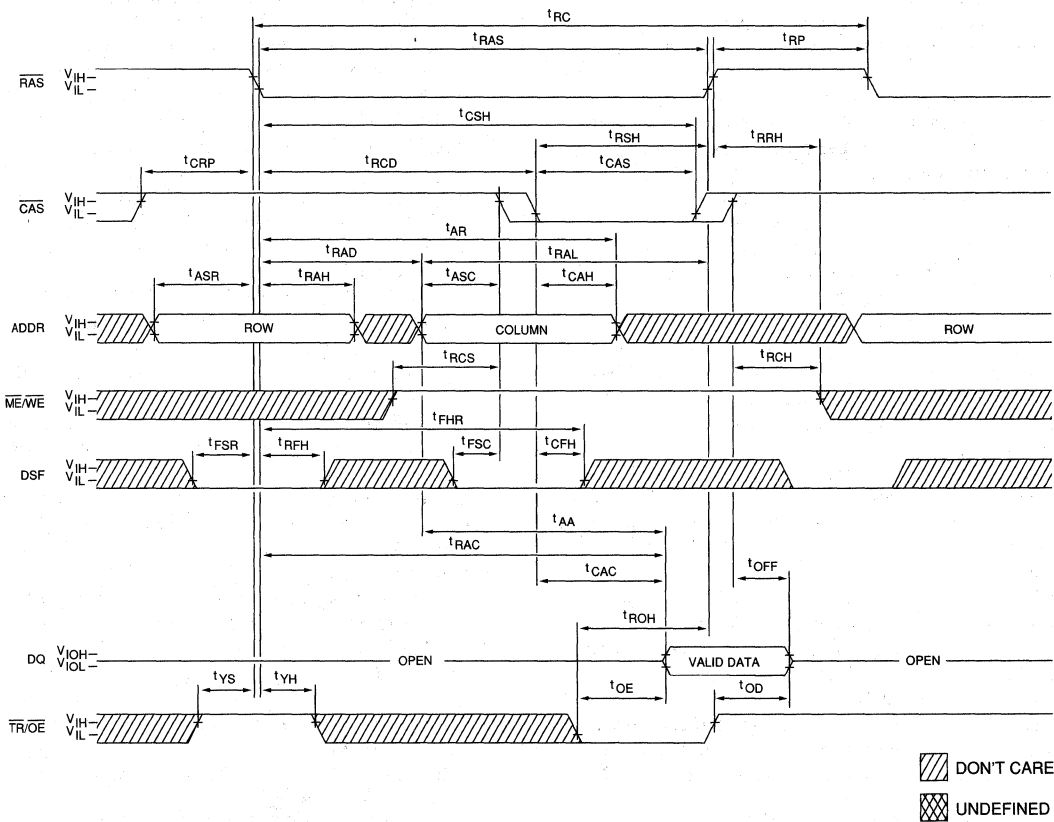 tRC
tRAS
tRP
RAS VIH VIL
tCSH
tRSH
tRRH
tCRP
tRCD
tCAS
CAS VIH VIL
tAR
tRAD
tRAL
tASR
tRAH
tASC
tCAH
ADDR VIH VIL ROW COLUMN ROW
tRCS
tRCH
ME/WE VIH VIL
tFHR
tFSR
tRFH
tFSC
tCFH
DSF VIH VIL
tAA
tRAC
tCAC
tOFF
tROH
DQ VIOH VIOL OPEN VALID DATA OPEN
tYS
tYH
tOE
tOD
TR/OE VIH VIL
DON'T CARE
UNDEFINED